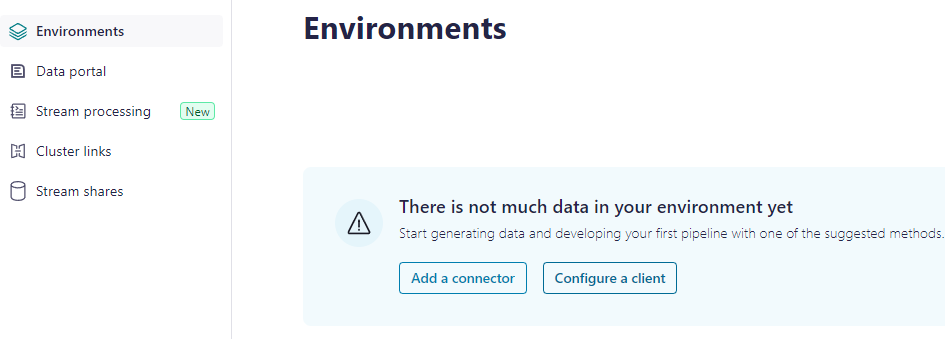 Environments
Data portal
Stream processing New
Cluster links
Stream shares
Environments
There is not much data in your environment yet
Start generating data and developing your first pipeline with one of the suggested methods.
Add a connector Configure a client